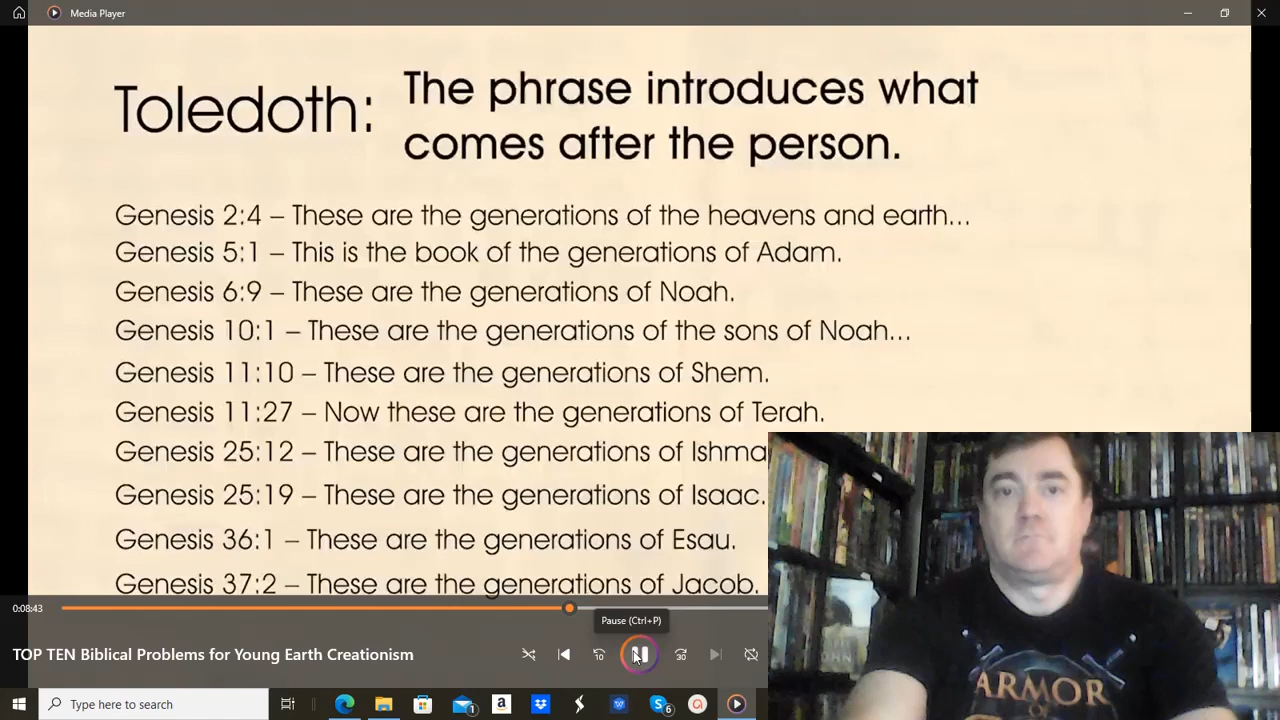 Media Player
Toledoth:
The phrase introduces what
comes after the person.
Genesis 2:4 – These are the generations of the heavens and earth...
Genesis 5:1 – This is the book of the generations of Adam.
Genesis 6:9 – These are the generations of Noah.
Genesis 10:1 – These are the generations of the sons of Noah...
Genesis 11:10 – These are the generations of Shem.
Genesis 11:27 – Now these are the generations of Terah.
Genesis 25:12 – These are the generations of Ishma
Genesis 25:19 – These are the generations of Isaac.
Genesis 36:1 – These are the generations of Esau.
Genesis 37:2 – These are the generations of Jacob.
0:08:43
Pause (Ctrl+P)
TOP TEN Biblical Problems for Young Earth Creationism
10
30
Type here to search
1
a
6
ARMOR
OF